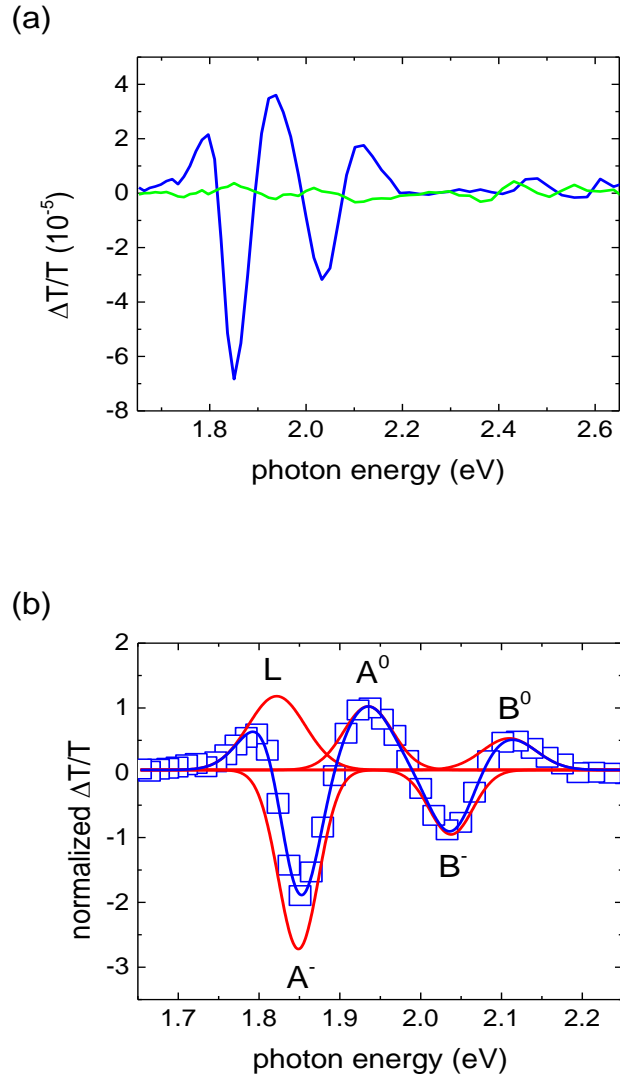 (a)
4
2
0
-2
-4
-6
-8
ΔT/T (10⁻⁵)
1.8 2.0 2.2 2.4 2.6
photon energy (eV)
(b)
2
1
0
-1
-2
-3
normalized ΔT/T
L
A⁰
B⁰
B⁻
A⁻
1.7 1.8 1.9 2.0 2.1 2.2
photon energy (eV)